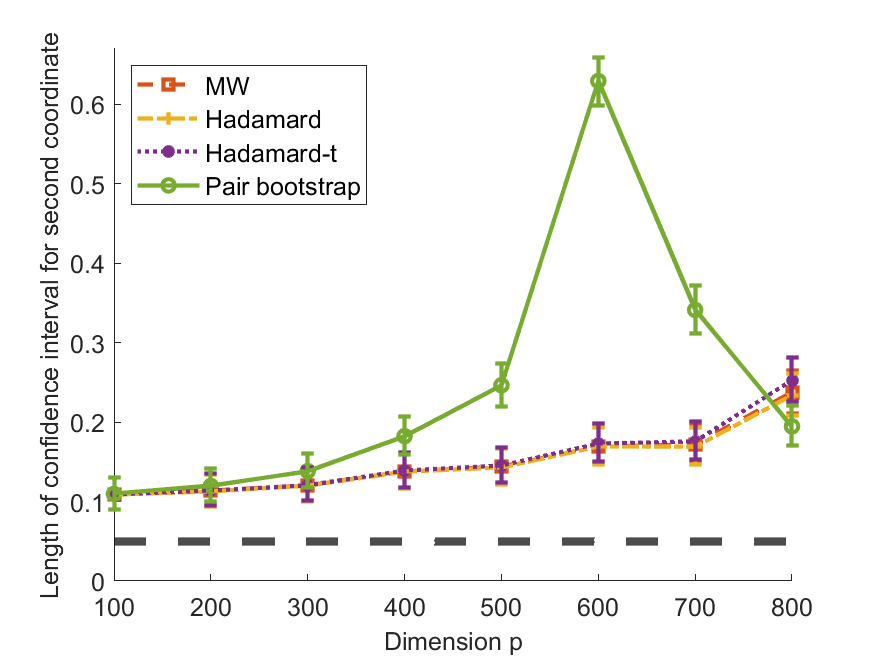 Length of confidence interval for second coordinate
0.6
0.5
0.4
0.3
0.2
0.1
0
MW
Hadamard
Hadamard-t
Pair bootstrap
100 200 300 400 500 600 700 800
Dimension p